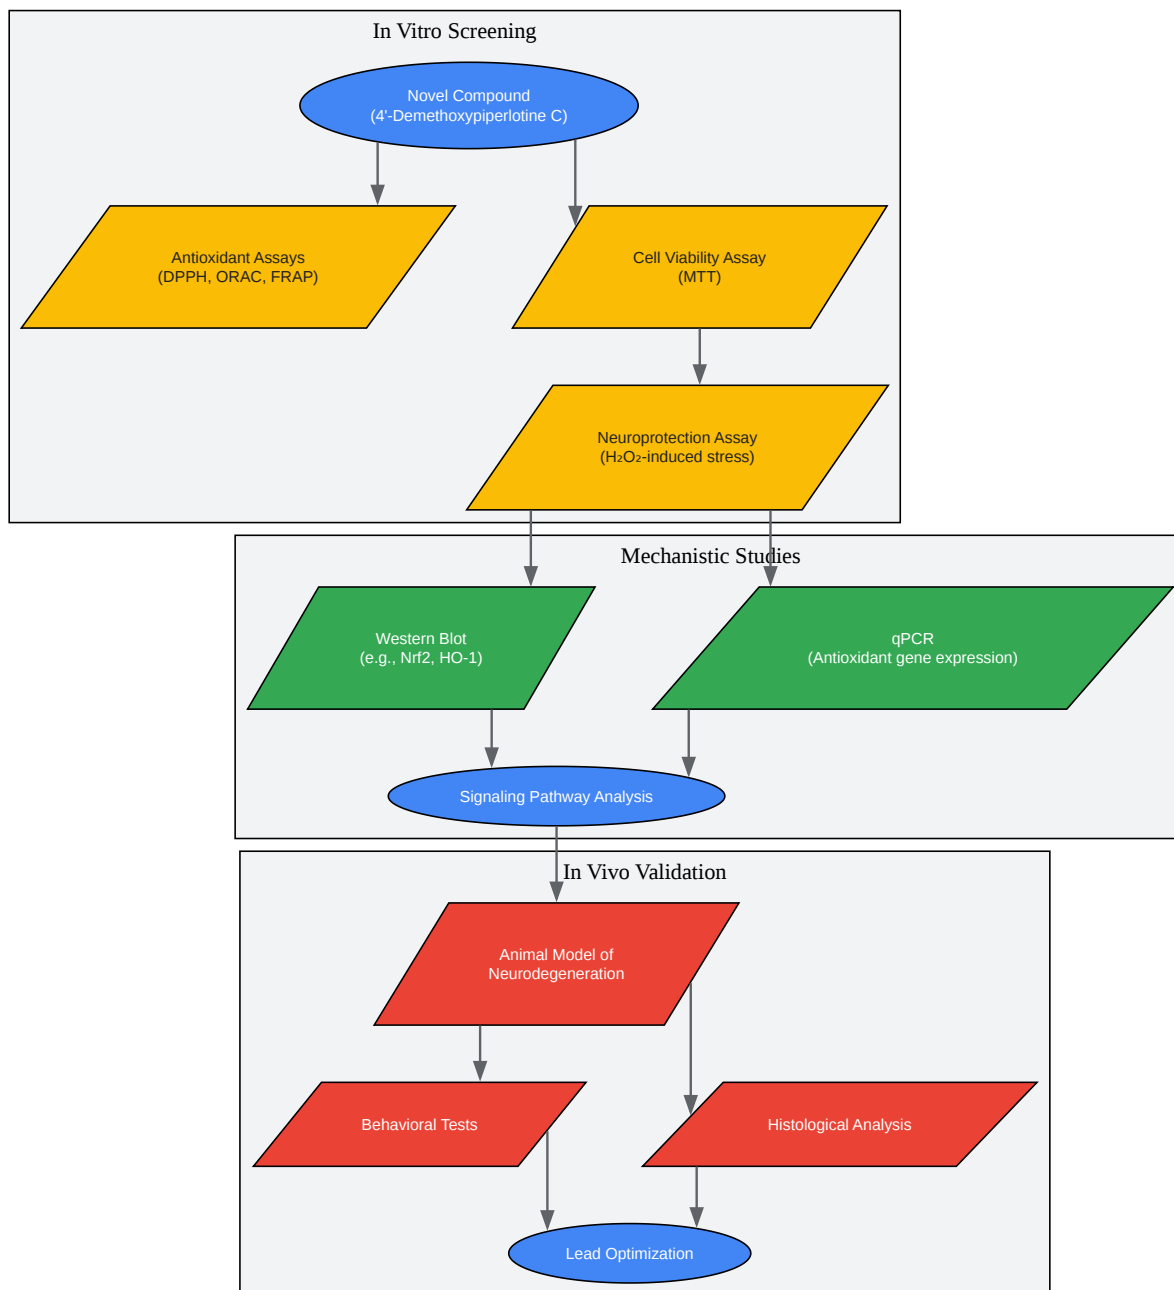 In Vitro Screening
Novel Compound
(4'-Demethoxypiperlotine C)
Antioxidant Assays
(DPPH, ORAC, FRAP)
Cell Viability Assay
(MTT)
Neuroprotection Assay
(H₂O₂-induced stress)
Mechanistic Studies
Western Blot
(e.g., Nrf2, HO-1)
qPCR
(Antioxidant gene expression)
Signaling Pathway Analysis
In Vivo Validation
Animal Model of
Neurodegeneration
Behavioral Tests
Histological Analysis
Lead Optimization